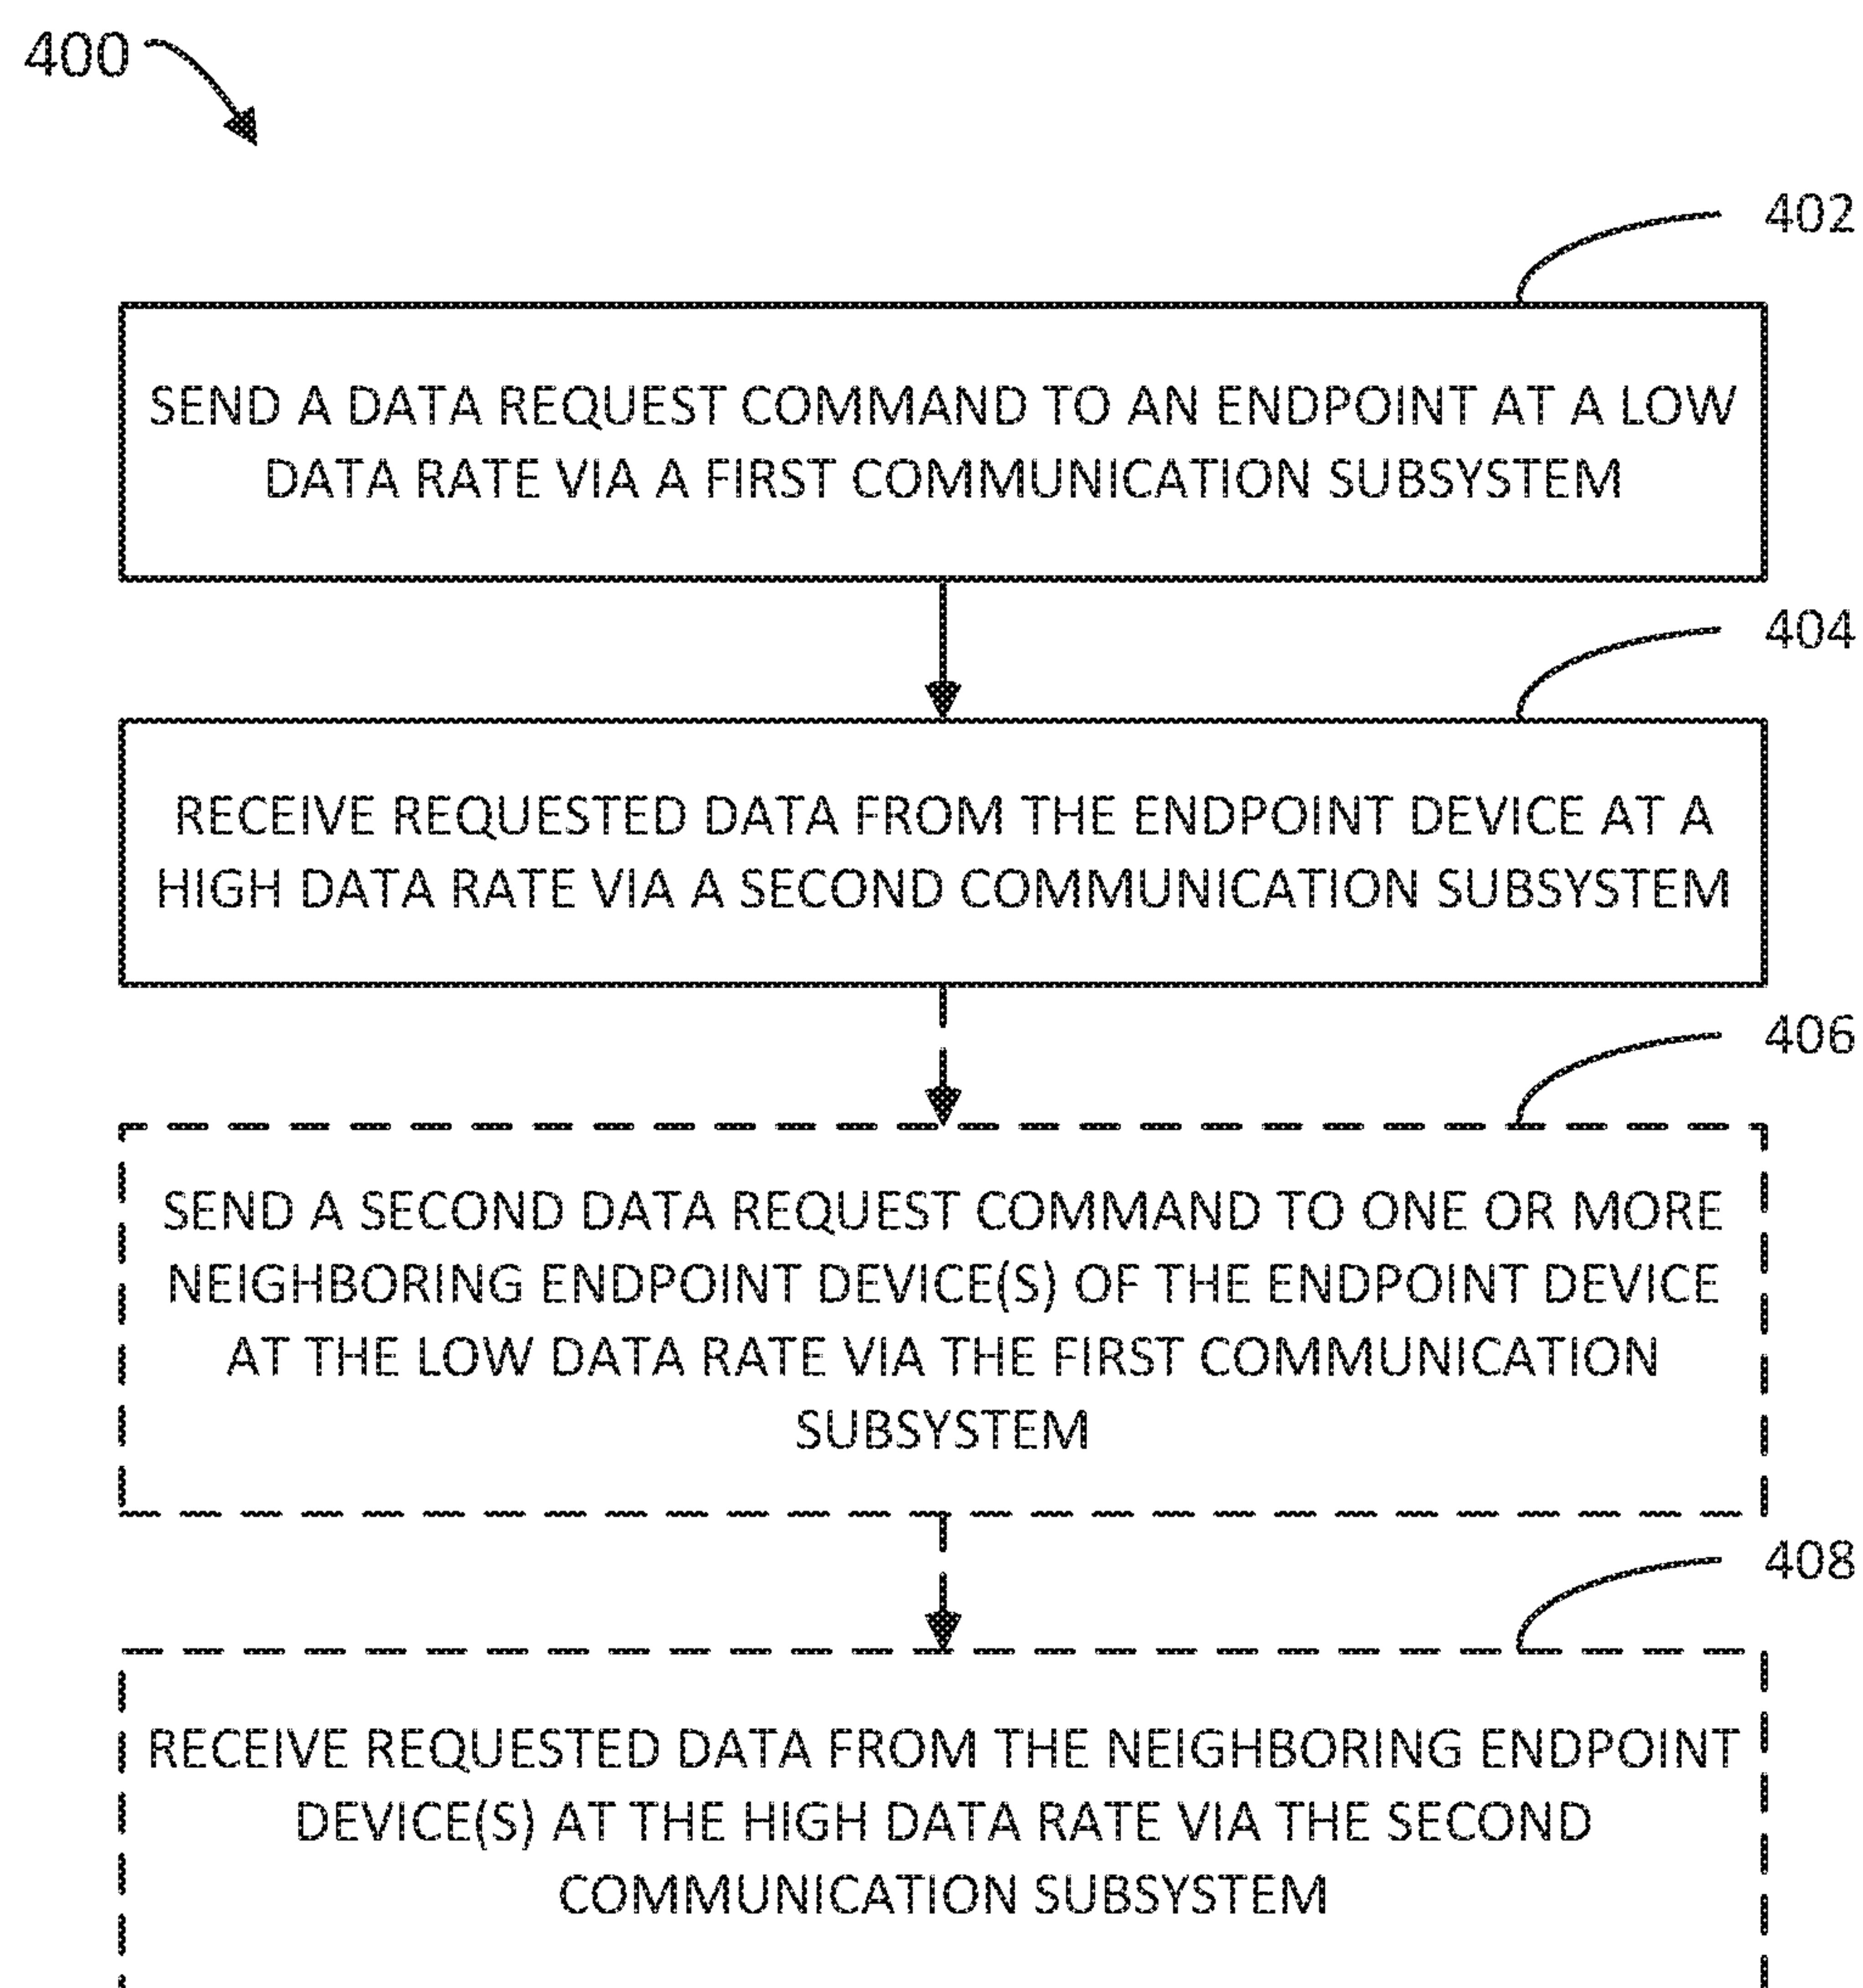 400
402
SEND A DATA REQUEST COMMAND TO AN ENDPOINT AT A LOW
DATA RATE VIA A FIRST COMMUNICATION SUBSYSTEM
404
RECEIVE REQUESTED DATA FROM THE ENDPOINT DEVICE AT A
HIGH DATA RATE VIA A SECOND COMMUNICATION SUBSYSTEM
406
SEND A SECOND DATA REQUEST COMMAND TO ONE OR MORE
NEIGHBORING ENDPOINT DEVICE(S) OF THE ENDPOINT DEVICE
AT THE LOW DATA RATE VIA THE FIRST COMMUNICATION
SUBSYSTEM
408
RECEIVE REQUESTED DATA FROM THE NEIGHBORING ENDPOINT
DEVICE(S) AT THE HIGH DATA RATE VIA THE SECOND
COMMUNICATION SUBSYSTEM